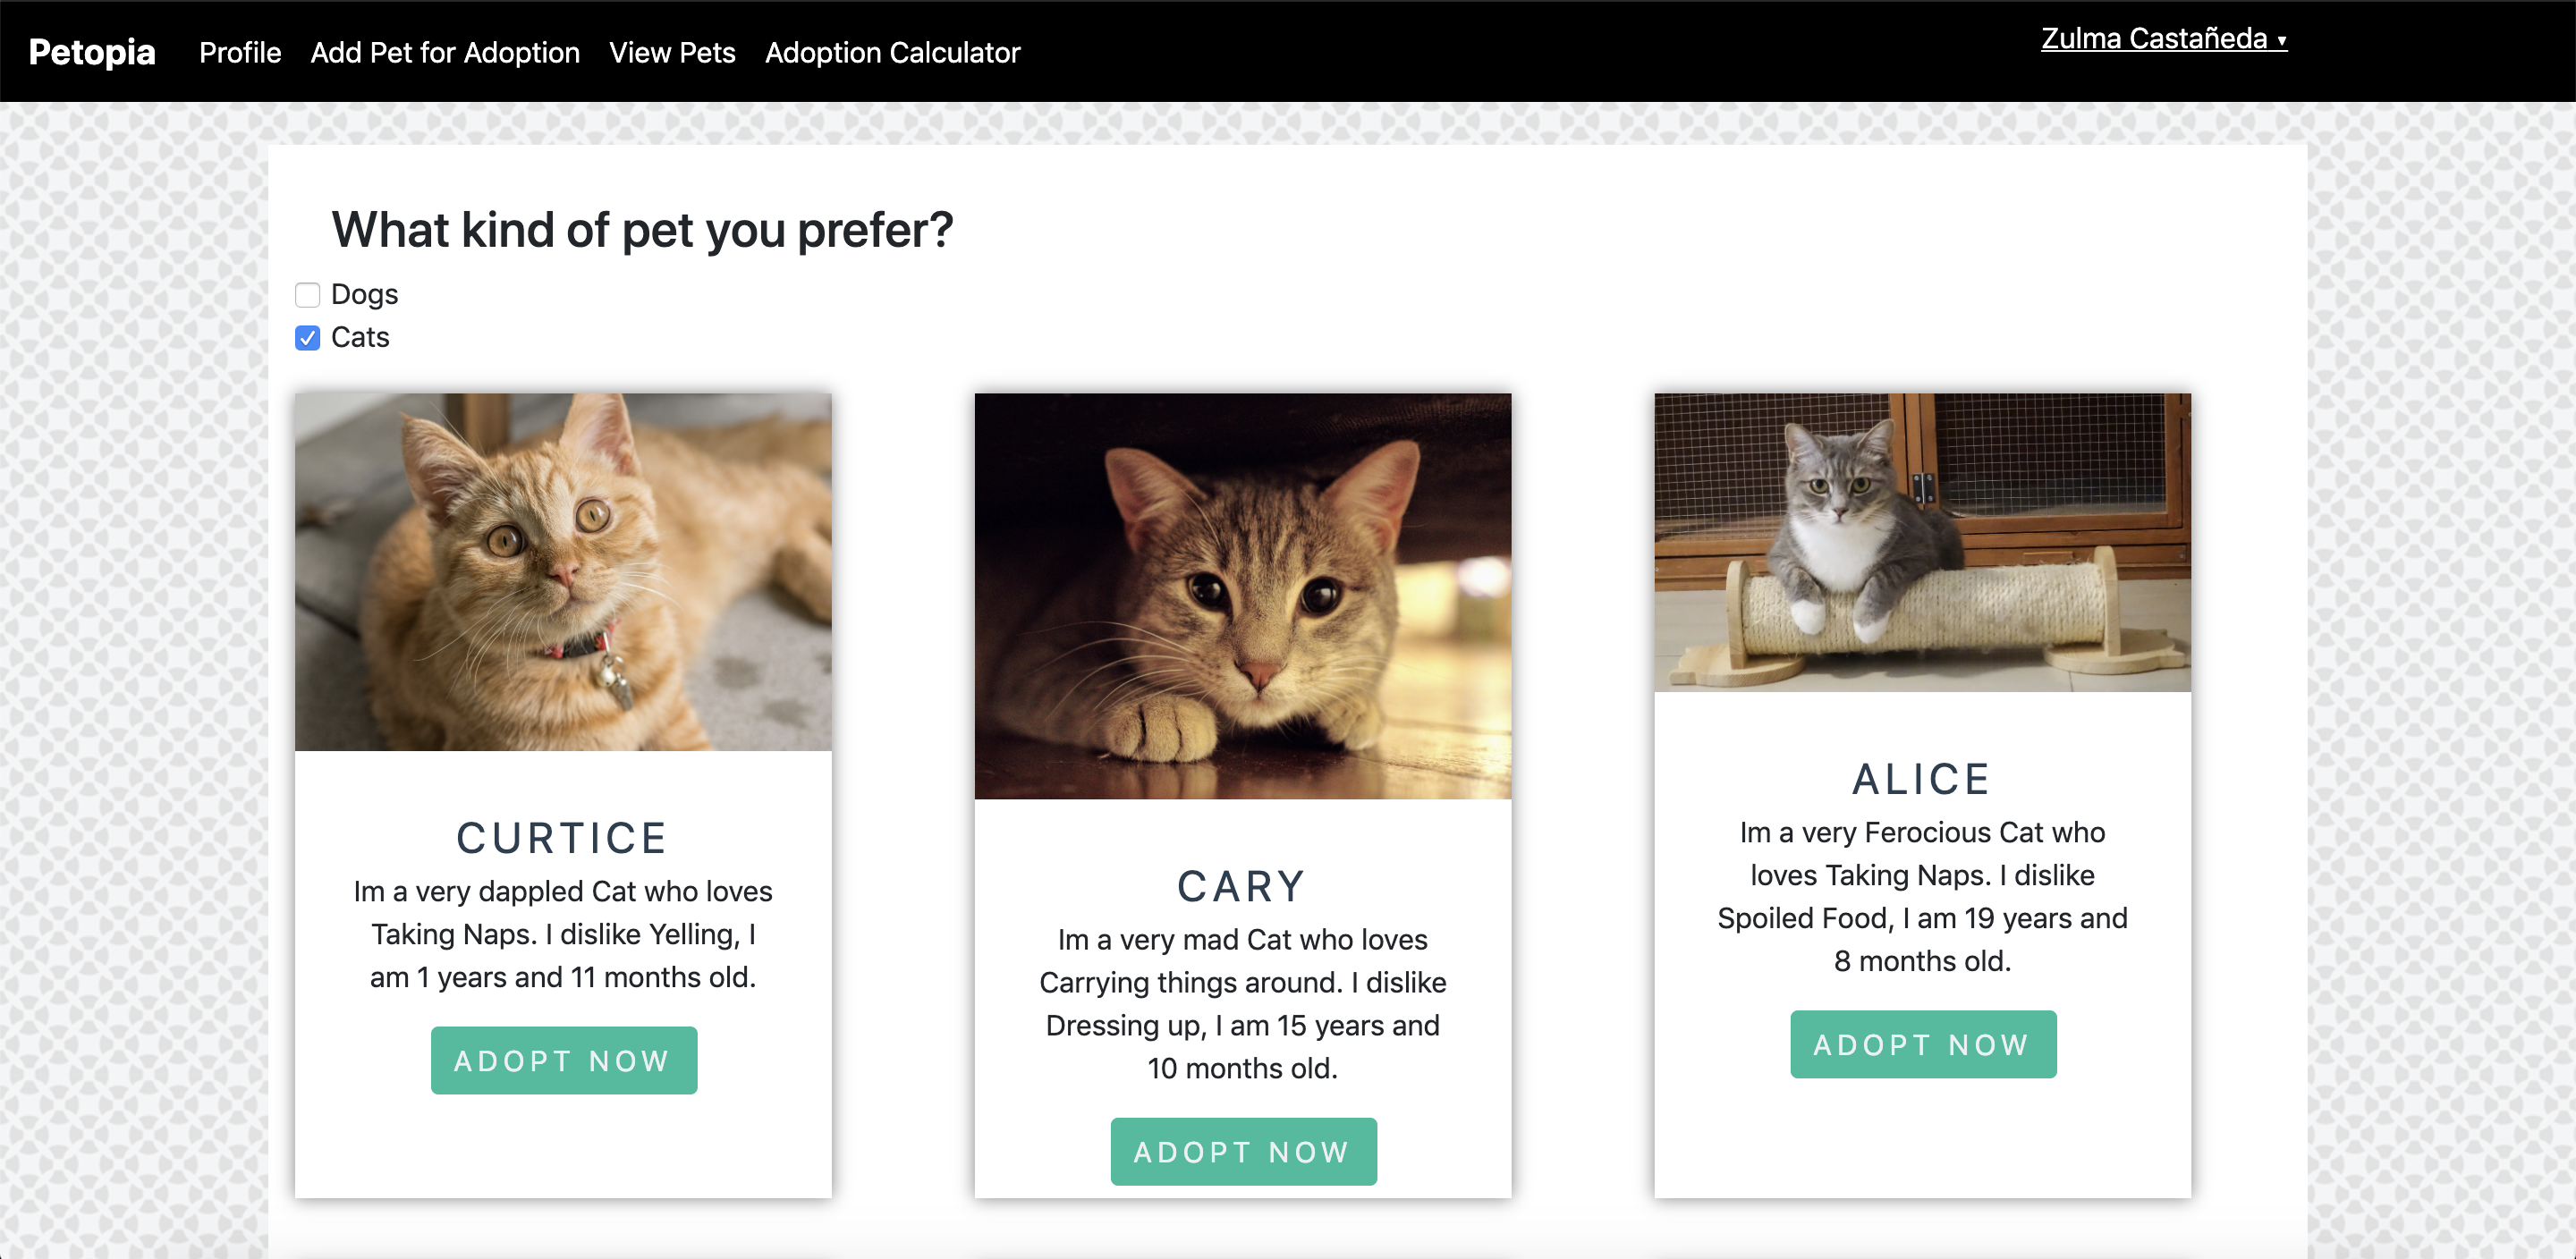 Petopia Profile Add Pet for Adoption View Pets Adoption Calculator Zulma Castañeda ▾
What kind of pet you prefer?
Dogs
Cats
CURTICE
Im a very dappled Cat who loves
Taking Naps. I dislike Yelling, I
am 1 years and 11 months old.
ADOPT NOW
CARY
Im a very mad Cat who loves
Carrying things around. I dislike
Dressing up, I am 15 years and
10 months old.
ADOPT NOW
ALICE
Im a very Ferocious Cat who
loves Taking Naps. I dislike
Spoiled Food, I am 19 years and
8 months old.
ADOPT NOW